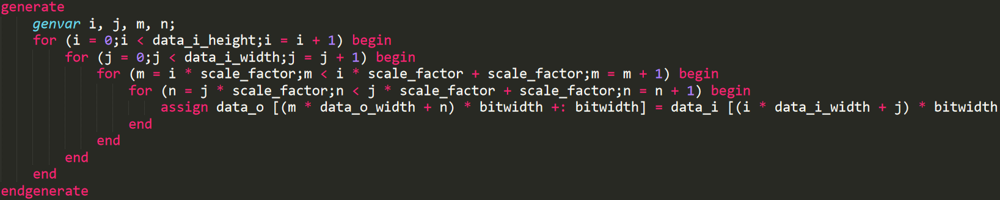 generate
genvar i, j, m, n;
for (i = 0;i < data_i_height;i = i + 1) begin
for (j = 0;j < data_i_width;j = j + 1) begin
for (m = i * scale_factor;m < i * scale_factor + scale_factor;m = m + 1) begin
for (n = j * scale_factor;n < j * scale_factor + scale_factor;n = n + 1) begin
assign data_o [(m * data_o_width + n) * bitwidth +: bitwidth] = data_i [(i * data_i_width + j) * bitwidth
end
end
end
end
endgenerate